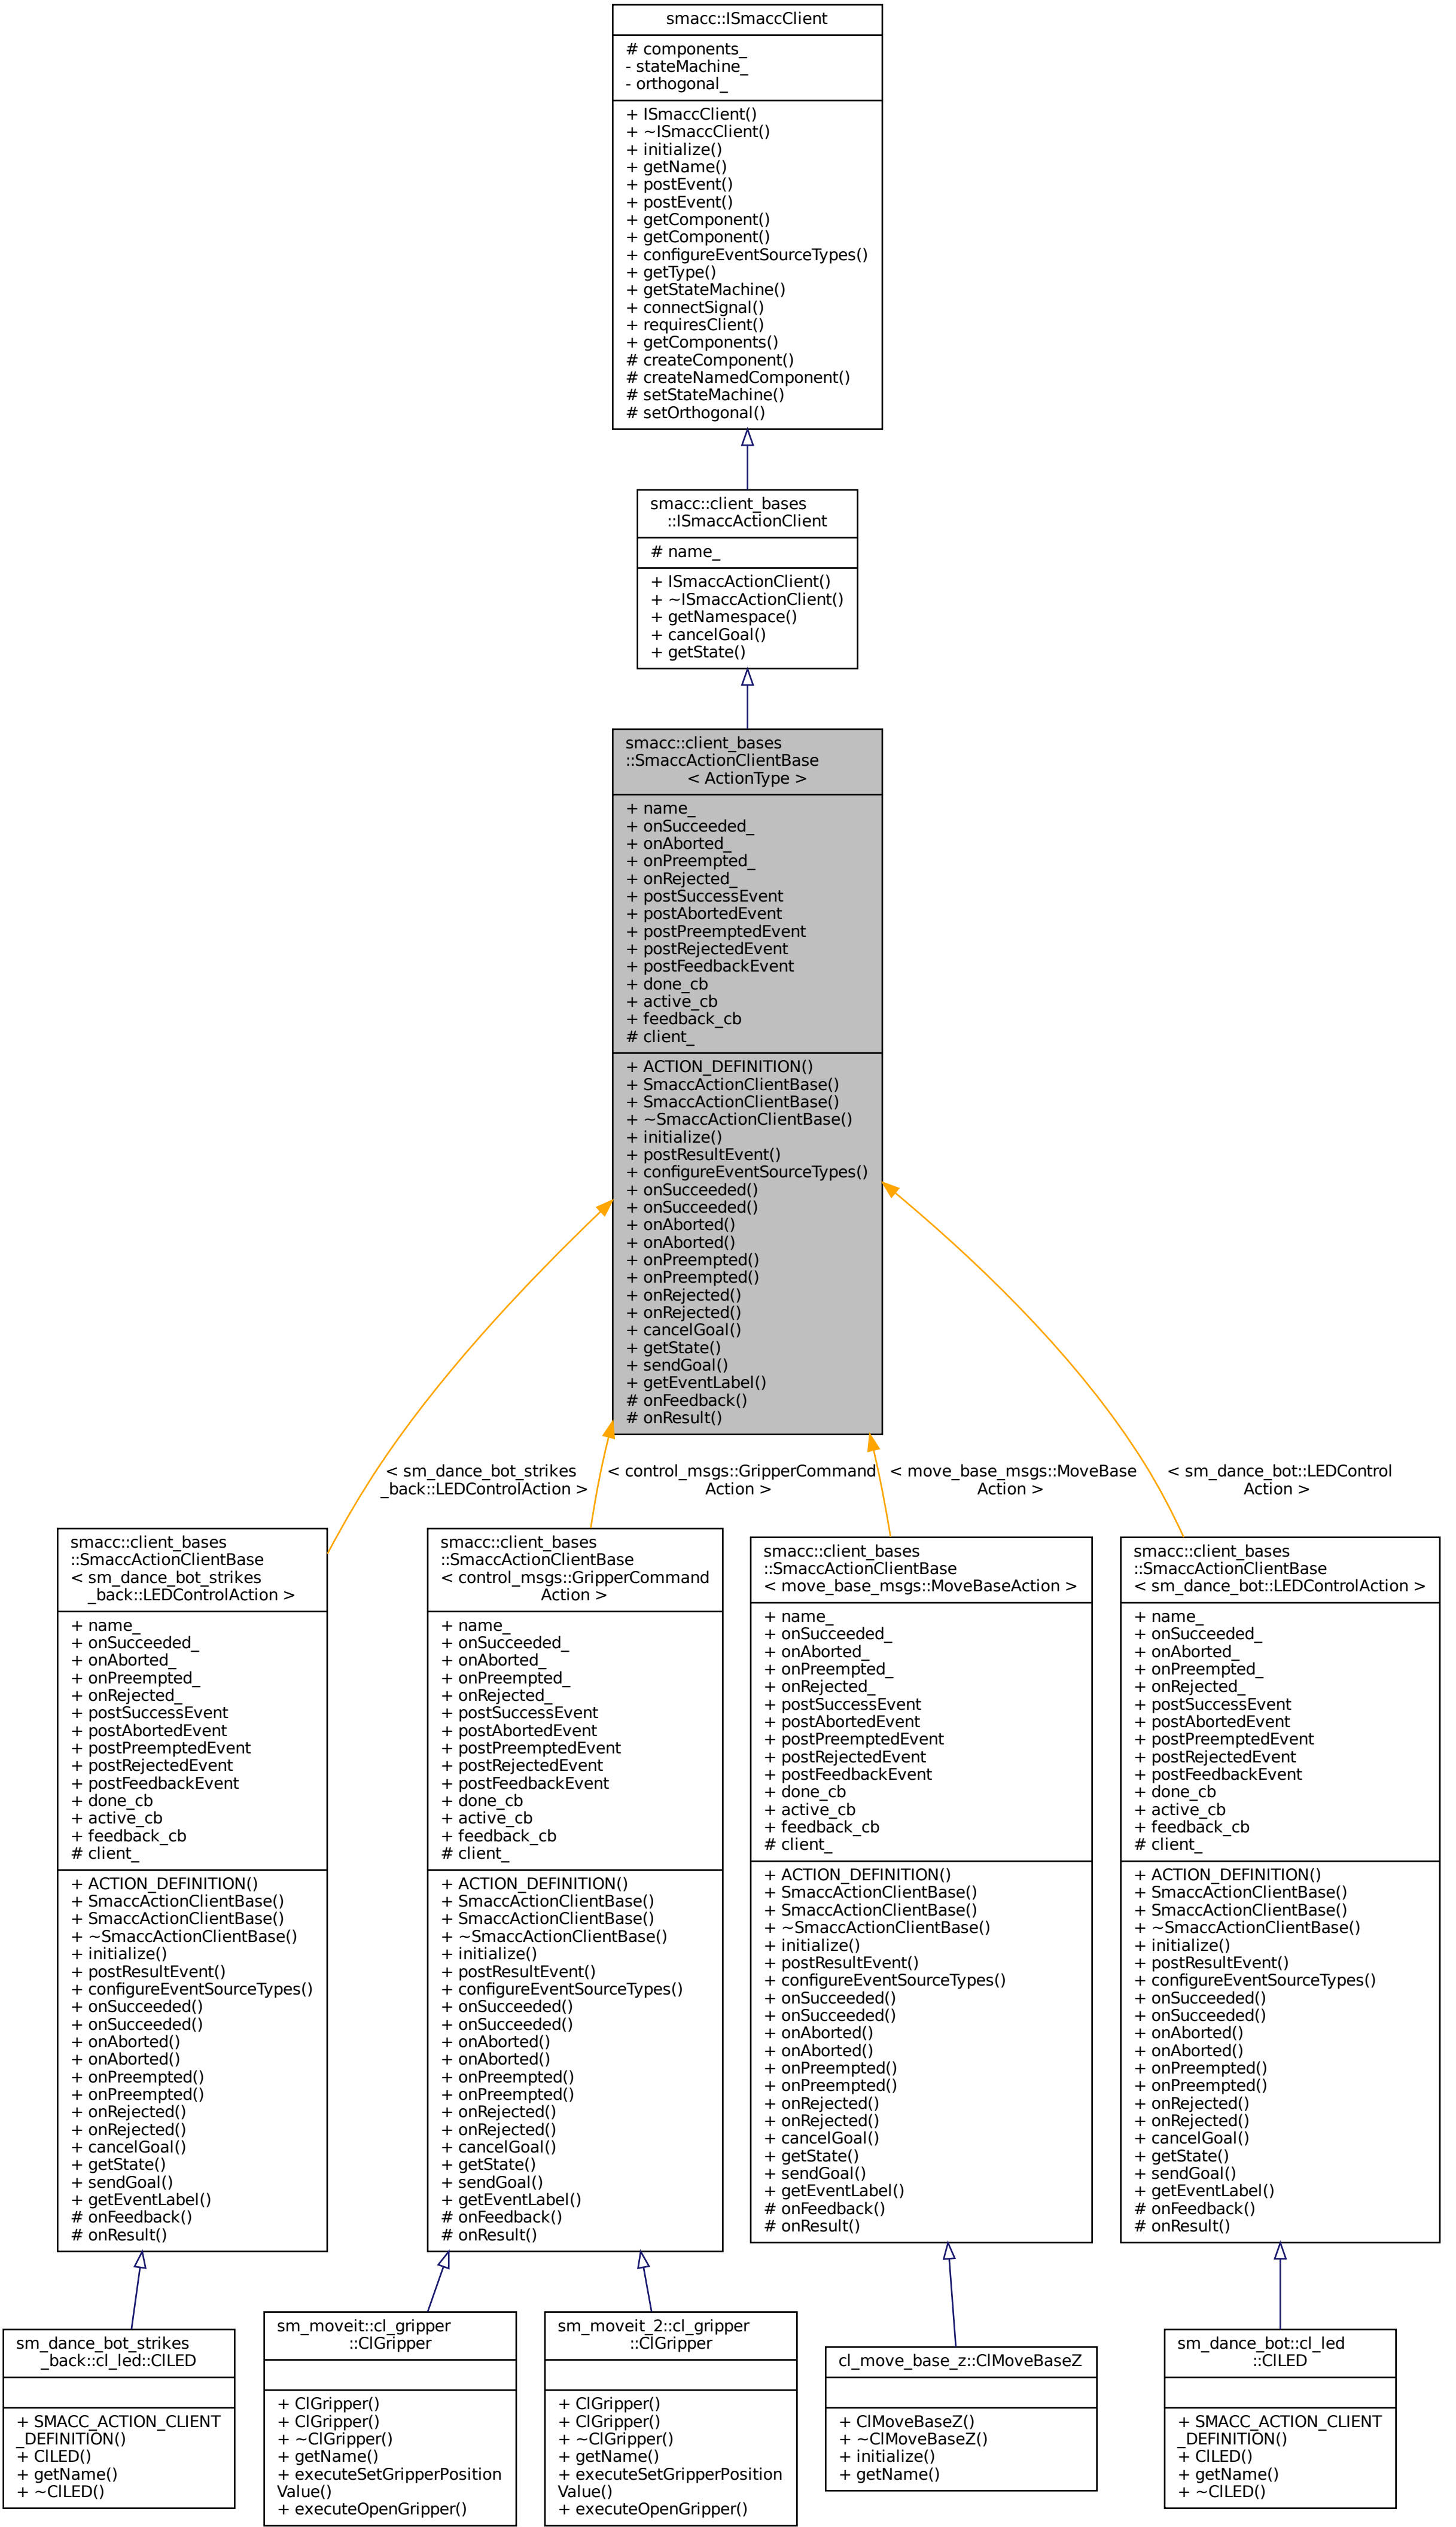 smacc::ISmaccClient
# components_
- stateMachine_
- orthogonal_
+ ISmaccClient()
+ ~ISmaccClient()
+ initialize()
+ getName()
+ postEvent()
+ postEvent()
+ getComponent()
+ getComponent()
+ configureEventSourceTypes()
+ getType()
+ getStateMachine()
+ connectSignal()
+ requiresClient()
+ getComponents()
# createComponent()
# createNamedComponent()
# setStateMachine()
# setOrthogonal()
smacc::client_bases
::ISmaccActionClient
# name_
+ ISmaccActionClient()
+ ~ISmaccActionClient()
+ getNamespace()
+ cancelGoal()
+ getState()
smacc::client_bases
::SmaccActionClientBase
< ActionType >
+ name_
+ onSucceeded_
+ onAborted_
+ onPreempted_
+ onRejected_
+ postSuccessEvent
+ postAbortedEvent
+ postPreemptedEvent
+ postRejectedEvent
+ postFeedbackEvent
+ done_cb
+ active_cb
+ feedback_cb
# client_
+ ACTION_DEFINITION()
+ SmaccActionClientBase()
+ SmaccActionClientBase()
+ ~SmaccActionClientBase()
+ initialize()
+ postResultEvent()
+ configureEventSourceTypes()
+ onSucceeded()
+ onSucceeded()
+ onAborted()
+ onAborted()
+ onPreempted()
+ onPreempted()
+ onRejected()
+ onRejected()
+ cancelGoal()
+ getState()
+ sendGoal()
+ getEventLabel()
# onFeedback()
# onResult()
< sm_dance_bot_strikes
_back::LEDControlAction >
< control_msgs::GripperCommand
Action >
< move_base_msgs::MoveBase
Action >
< sm_dance_bot::LEDControl
Action >
smacc::client_bases
::SmaccActionClientBase
< sm_dance_bot_strikes
_back::LEDControlAction >
+ name_
+ onSucceeded_
+ onAborted_
+ onPreempted_
+ onRejected_
+ postSuccessEvent
+ postAbortedEvent
+ postPreemptedEvent
+ postRejectedEvent
+ postFeedbackEvent
+ done_cb
+ active_cb
+ feedback_cb
# client_
+ ACTION_DEFINITION()
+ SmaccActionClientBase()
+ SmaccActionClientBase()
+ ~SmaccActionClientBase()
+ initialize()
+ postResultEvent()
+ configureEventSourceTypes()
+ onSucceeded()
+ onSucceeded()
+ onAborted()
+ onAborted()
+ onPreempted()
+ onPreempted()
+ onRejected()
+ onRejected()
+ cancelGoal()
+ getState()
+ sendGoal()
+ getEventLabel()
# onFeedback()
# onResult()
smacc::client_bases
::SmaccActionClientBase
< control_msgs::GripperCommand
Action >
+ name_
+ onSucceeded_
+ onAborted_
+ onPreempted_
+ onRejected_
+ postSuccessEvent
+ postAbortedEvent
+ postPreemptedEvent
+ postRejectedEvent
+ postFeedbackEvent
+ done_cb
+ active_cb
+ feedback_cb
# client_
+ ACTION_DEFINITION()
+ SmaccActionClientBase()
+ SmaccActionClientBase()
+ ~SmaccActionClientBase()
+ initialize()
+ postResultEvent()
+ configureEventSourceTypes()
+ onSucceeded()
+ onSucceeded()
+ onAborted()
+ onAborted()
+ onPreempted()
+ onPreempted()
+ onRejected()
+ onRejected()
+ cancelGoal()
+ getState()
+ sendGoal()
+ getEventLabel()
# onFeedback()
# onResult()
smacc::client_bases
::SmaccActionClientBase
< move_base_msgs::MoveBaseAction >
+ name_
+ onSucceeded_
+ onAborted_
+ onPreempted_
+ onRejected_
+ postSuccessEvent
+ postAbortedEvent
+ postPreemptedEvent
+ postRejectedEvent
+ postFeedbackEvent
+ done_cb
+ active_cb
+ feedback_cb
# client_
+ ACTION_DEFINITION()
+ SmaccActionClientBase()
+ SmaccActionClientBase()
+ ~SmaccActionClientBase()
+ initialize()
+ postResultEvent()
+ configureEventSourceTypes()
+ onSucceeded()
+ onSucceeded()
+ onAborted()
+ onAborted()
+ onPreempted()
+ onPreempted()
+ onRejected()
+ onRejected()
+ cancelGoal()
+ getState()
+ sendGoal()
+ getEventLabel()
# onFeedback()
# onResult()
smacc::client_bases
::SmaccActionClientBase
< sm_dance_bot::LEDControlAction >
+ name_
+ onSucceeded_
+ onAborted_
+ onPreempted_
+ onRejected_
+ postSuccessEvent
+ postAbortedEvent
+ postPreemptedEvent
+ postRejectedEvent
+ postFeedbackEvent
+ done_cb
+ active_cb
+ feedback_cb
# client_
+ ACTION_DEFINITION()
+ SmaccActionClientBase()
+ SmaccActionClientBase()
+ ~SmaccActionClientBase()
+ initialize()
+ postResultEvent()
+ configureEventSourceTypes()
+ onSucceeded()
+ onSucceeded()
+ onAborted()
+ onAborted()
+ onPreempted()
+ onPreempted()
+ onRejected()
+ onRejected()
+ cancelGoal()
+ getState()
+ sendGoal()
+ getEventLabel()
# onFeedback()
# onResult()
sm_dance_bot_strikes
_back::cl_led::ClLED
+ SMACC_ACTION_CLIENT
_DEFINITION()
+ ClLED()
+ getName()
+ ~ClLED()
sm_moveit::cl_gripper
::ClGripper
+ ClGripper()
+ ClGripper()
+ ~ClGripper()
+ getName()
+ executeSetGripperPosition
Value()
+ executeOpenGripper()
sm_moveit_2::cl_gripper
::ClGripper
+ ClGripper()
+ ClGripper()
+ ~ClGripper()
+ getName()
+ executeSetGripperPosition
Value()
+ executeOpenGripper()
cl_move_base_z::ClMoveBaseZ
+ ClMoveBaseZ()
+ ~ClMoveBaseZ()
+ initialize()
+ getName()
sm_dance_bot::cl_led
::ClLED
+ SMACC_ACTION_CLIENT
_DEFINITION()
+ ClLED()
+ getName()
+ ~ClLED()